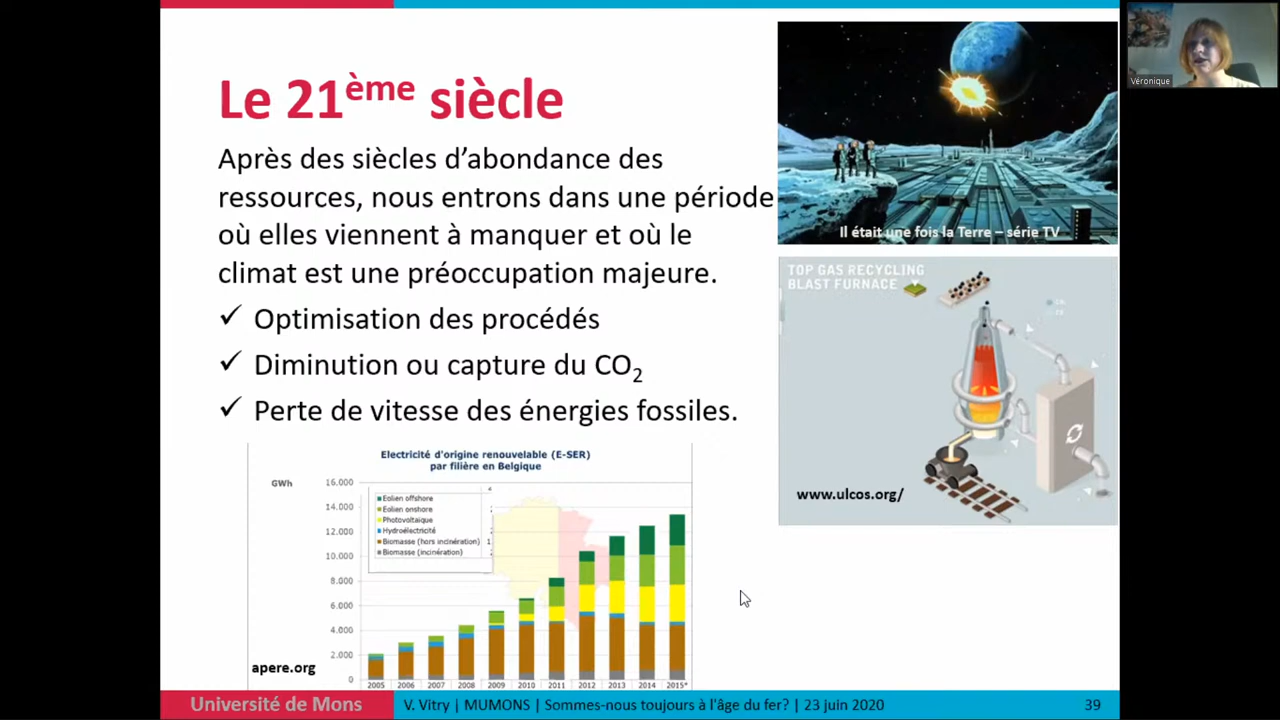 Le 21ème siècle
Après des siècles d’abondance des
ressources, nous entrons dans une période
où elles viennent à manquer et où le
climat est une préoccupation majeure.
✓ Optimisation des procédés
✓ Diminution ou capture du CO2
✓ Perte de vitesse des énergies fossiles.
Il était une fois la Terre – série TV
TOP GAS RECYCLING
BLAST FURNACE
www.ulcos.org/
Electricité d'origine renouvelable (E-SER)
par filière en Belgique
GWh
16.000
14.000
12.000
10.000
8.000
6.000
4.000
2.000
0
Eolien offshore
Eolien onshore
Photovoltaïque
Hydroélectricité
Biomasse (hors incinération)
Biomasse (incinération)
2005 2006 2007 2008 2009 2010 2011 2012 2013 2014 2015*
apere.org
Université de Mons
V. Vitry | MUMONS | Sommes-nous toujours à l'âge du fer? | 23 juin 2020
39
Véronique